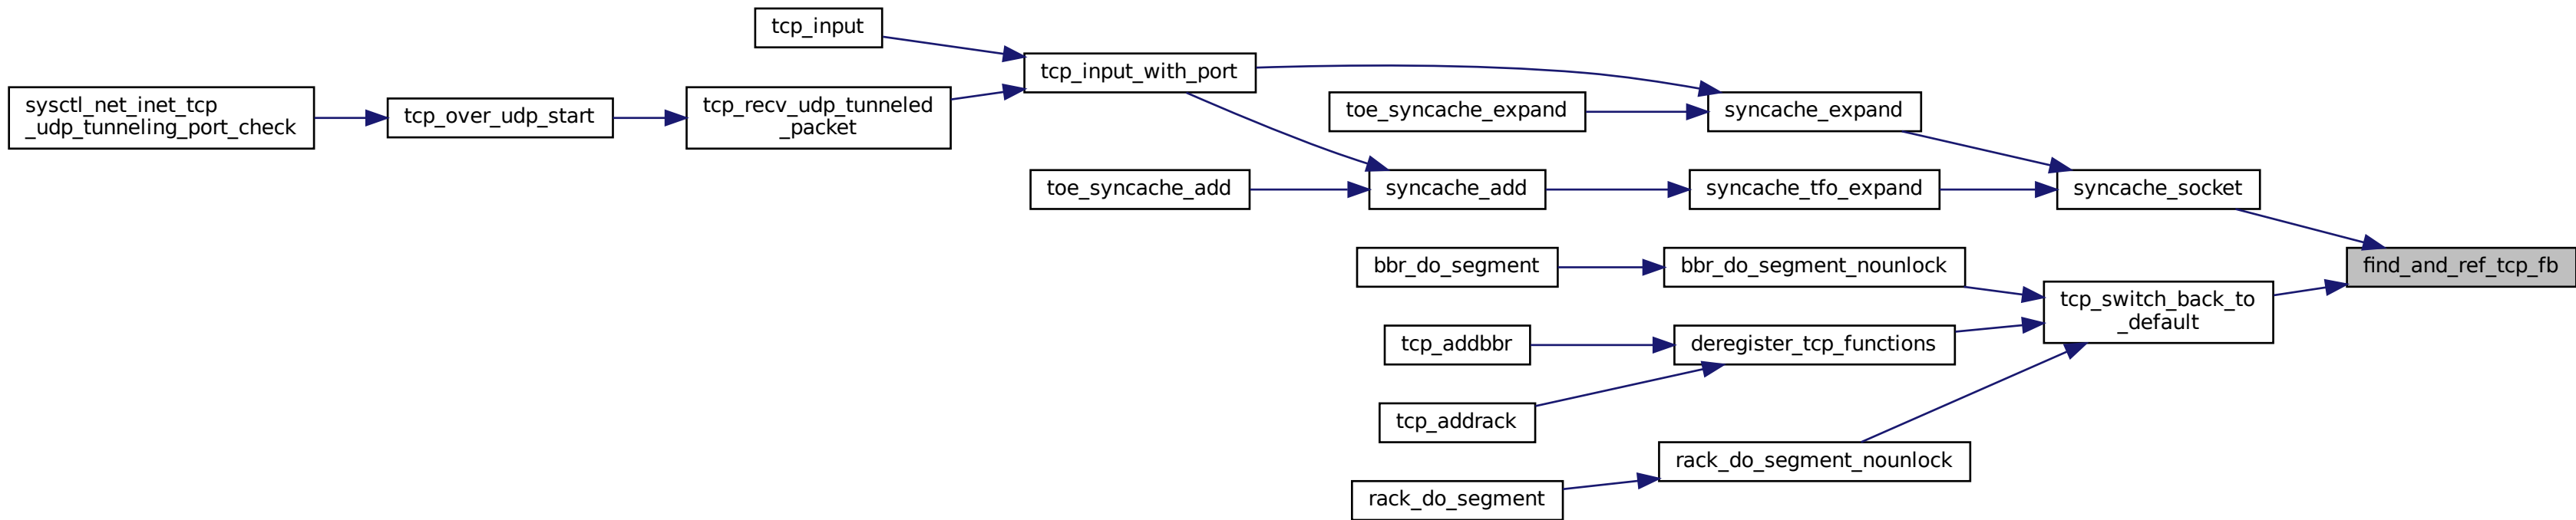 tcp_input
tcp_input_with_port
sysctl_net_inet_tcp
_udp_tunneling_port_check
tcp_over_udp_start
tcp_recv_udp_tunneled
_packet
toe_syncache_expand
syncache_expand
toe_syncache_add
syncache_add
syncache_tfo_expand
syncache_socket
bbr_do_segment
bbr_do_segment_nounlock
find_and_ref_tcp_fb
tcp_switch_back_to
_default
tcp_addbbr
deregister_tcp_functions
tcp_addrack
rack_do_segment_nounlock
rack_do_segment